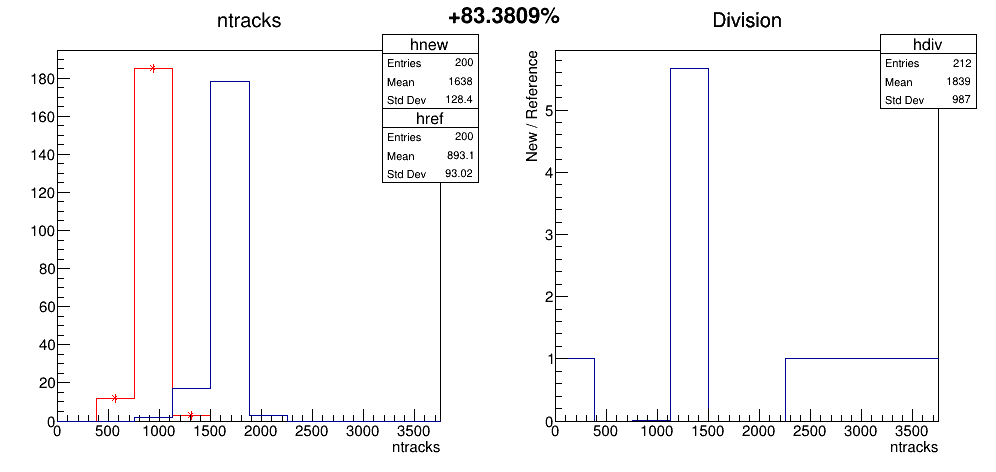 +83.3809%
ntracks
hnew
Entries 200
Mean 1638
Std Dev 128.4
href
Entries 200
Mean 893.1
Std Dev 93.02
180
160
140
120
100
80
60
40
20
0
0 500 1000 1500 2000 2500 3000 3500
ntracks
Division
hdiv
Entries 212
Mean 1839
Std Dev 987
New / Reference
5
4
3
2
1
0
0 500 1000 1500 2000 2500 3000 3500
ntracks